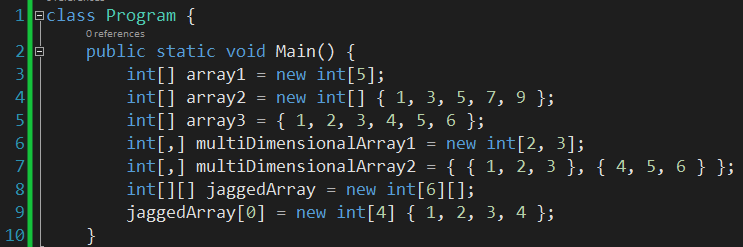 1 class Program {
0 references
2 public static void Main() {
3 int[] array1 = new int[5];
4 int[] array2 = new int[] { 1, 3, 5, 7, 9 };
5 int[] array3 = { 1, 2, 3, 4, 5, 6 };
6 int[,] multiDimensionalArray1 = new int[2, 3];
7 int[,] multiDimensionalArray2 = { { 1, 2, 3 }, { 4, 5, 6 } };
8 int[][] jaggedArray = new int[6][];
9 jaggedArray[0] = new int[4] { 1, 2, 3, 4 };
10 }